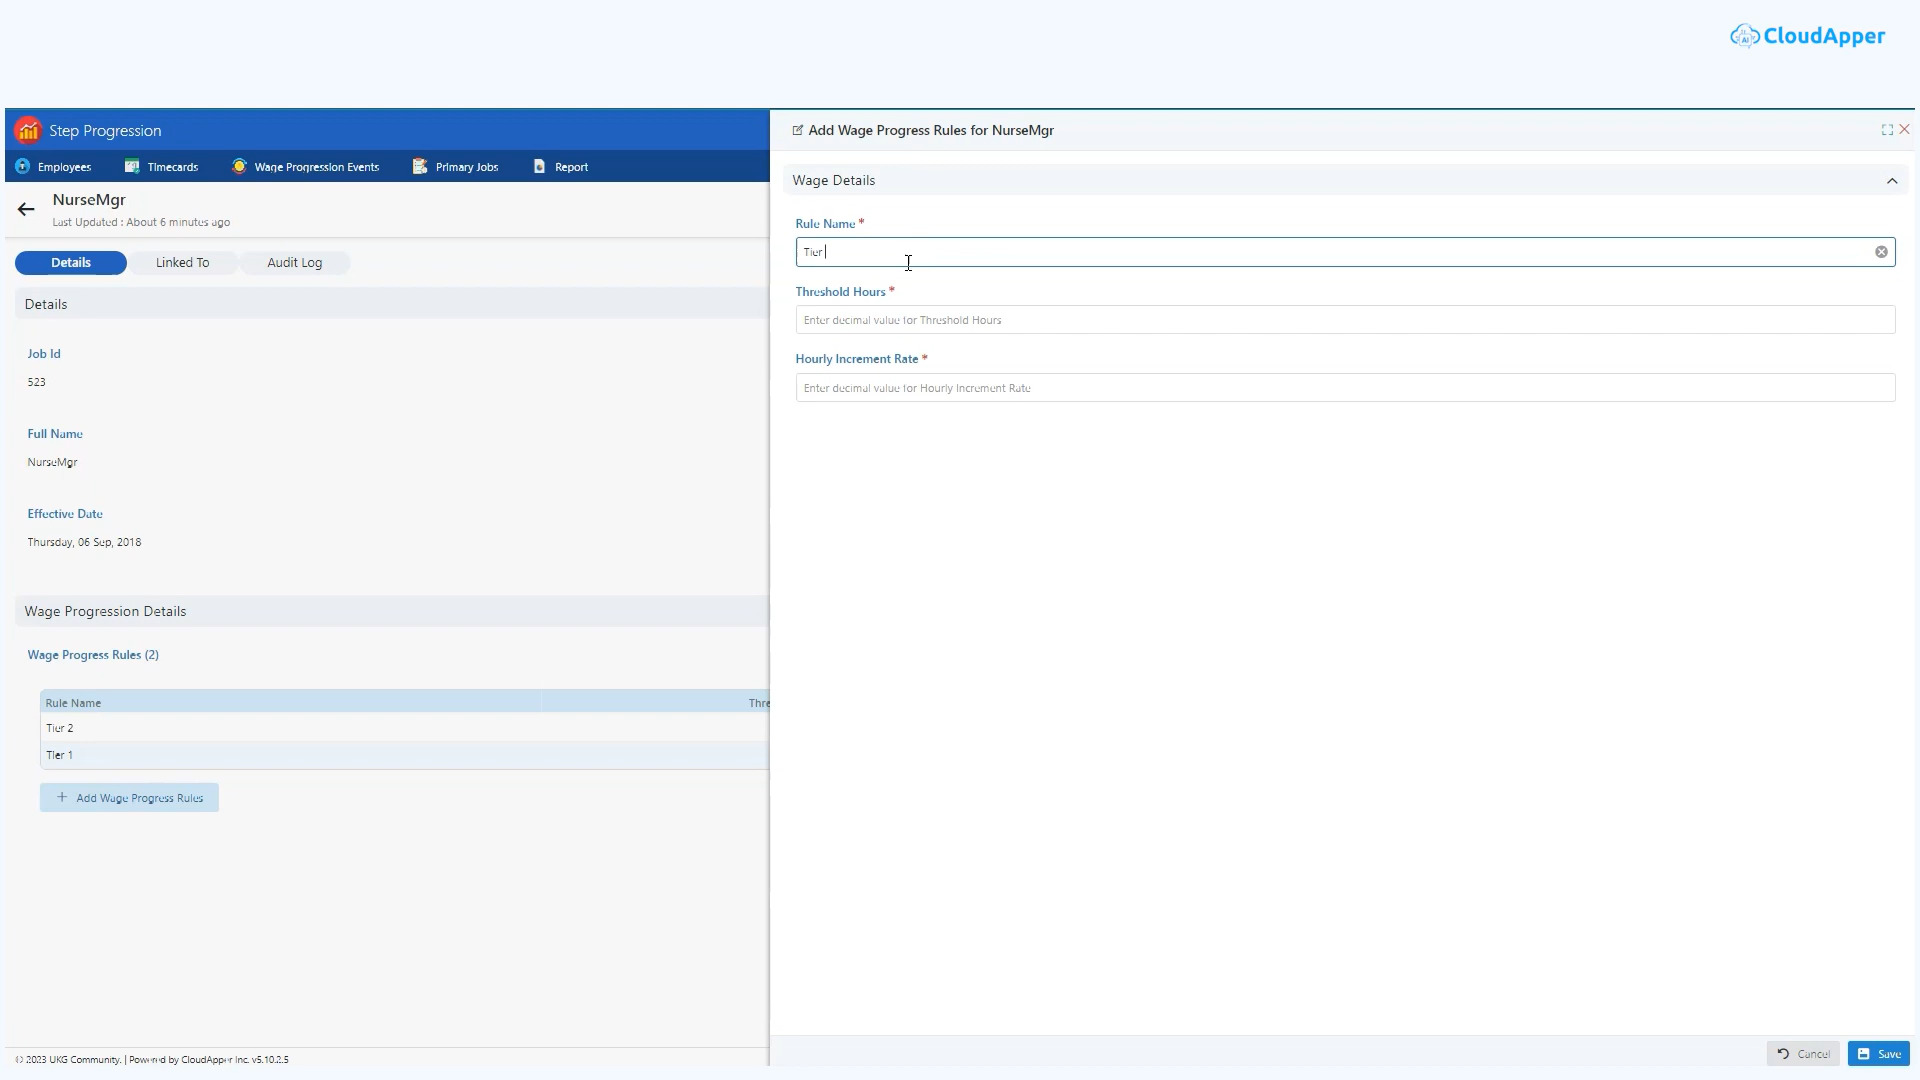 CloudApper
Step Progression
Employees Timecards Wage Progression Events Primary Jobs Report
NurseMgr
Last Updated : About 6 minutes ago
Details Linked To Audit Log
Details
Job Id
523
Full Name
NurseMgr
Effective Date
Thursday, 06 Sep, 2018
Wage Progression Details
Wage Progress Rules (2)
Rule Name Thre
Tier 2
Tier 1
+ Add Wage Progress Rules
© 2023 UKG Community. | Powered by CloudApper Inc. v5.10.2.5
Add Wage Progress Rules for NurseMgr
Wage Details
Rule Name *
Tier
Threshold Hours *
Enter decimal value for Threshold Hours
Hourly Increment Rate *
Enter decimal value for Hourly Increment Rate
Cancel Save